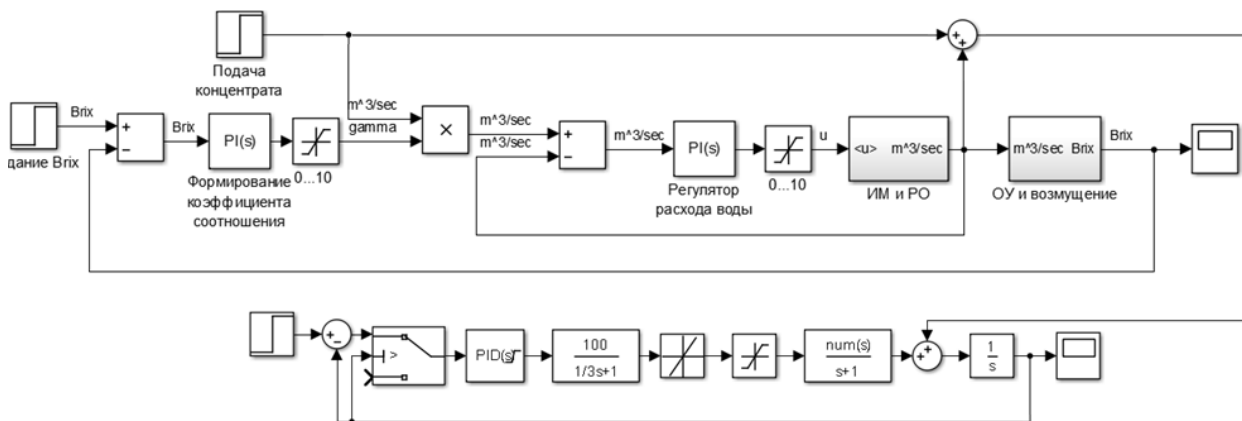 Подача
концентрата
Brix
дание Brix
+
−
Brix
PI(s)
Формирование
коэффициента
соотношения
0...10
m^3/sec
gamma
m^3/sec
×
m^3/sec
+
−
m^3/sec
PI(s)
Регулятор
расхода воды
0...10
u
<u> m^3/sec
ИМ и РО
m^3/sec Brix
ОУ и возмущение
Brix
+
+
+
−
>
PID(s)
100
1/3s+1
num(s)
s+1
+
+
1
s